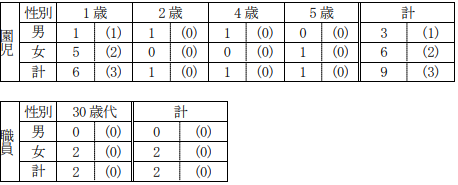 園児
性別 1歳 2歳 4歳 5歳 計
男 1 (1) 1 (0) 1 (0) 0 (0) 3 (1)
女 5 (2) 0 (0) 0 (0) 1 (0) 6 (2)
計 6 (3) 1 (0) 1 (0) 1 (0) 9 (3)
職員
性別 30歳代 計
男 0 (0) 0 (0)
女 2 (0) 2 (0)
計 2 (0) 2 (0)